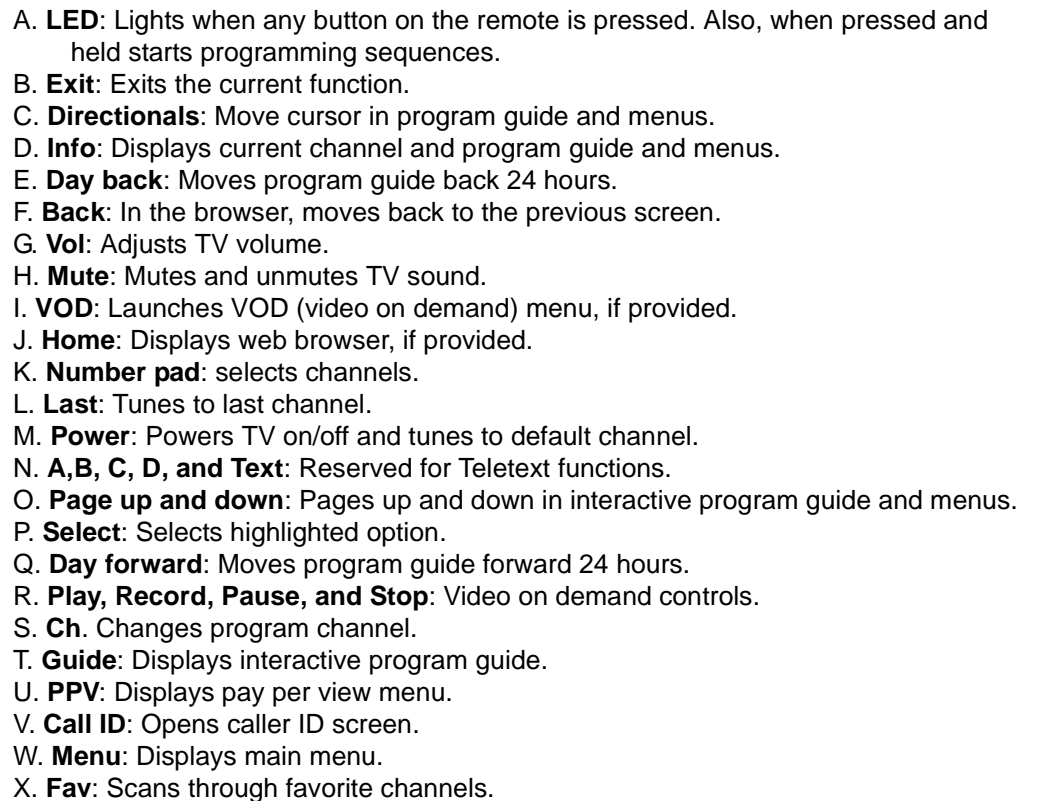 A. LED: Lights when any button on the remote is pressed. Also, when pressed and
held starts programming sequences.
B. Exit: Exits the current function.
C. Directionals: Move cursor in program guide and menus.
D. Info: Displays current channel and program guide and menus.
E. Day back: Moves program guide back 24 hours.
F. Back: In the browser, moves back to the previous screen.
G. Vol: Adjusts TV volume.
H. Mute: Mutes and unmutes TV sound.
I. VOD: Launches VOD (video on demand) menu, if provided.
J. Home: Displays web browser, if provided.
K. Number pad: selects channels.
L. Last: Tunes to last channel.
M. Power: Powers TV on/off and tunes to default channel.
N. A,B, C, D, and Text: Reserved for Teletext functions.
O. Page up and down: Pages up and down in interactive program guide and menus.
P. Select: Selects highlighted option.
Q. Day forward: Moves program guide forward 24 hours.
R. Play, Record, Pause, and Stop: Video on demand controls.
S. Ch. Changes program channel.
T. Guide: Displays interactive program guide.
U. PPV: Displays pay per view menu.
V. Call ID: Opens caller ID screen.
W. Menu: Displays main menu.
X. Fav: Scans through favorite channels.